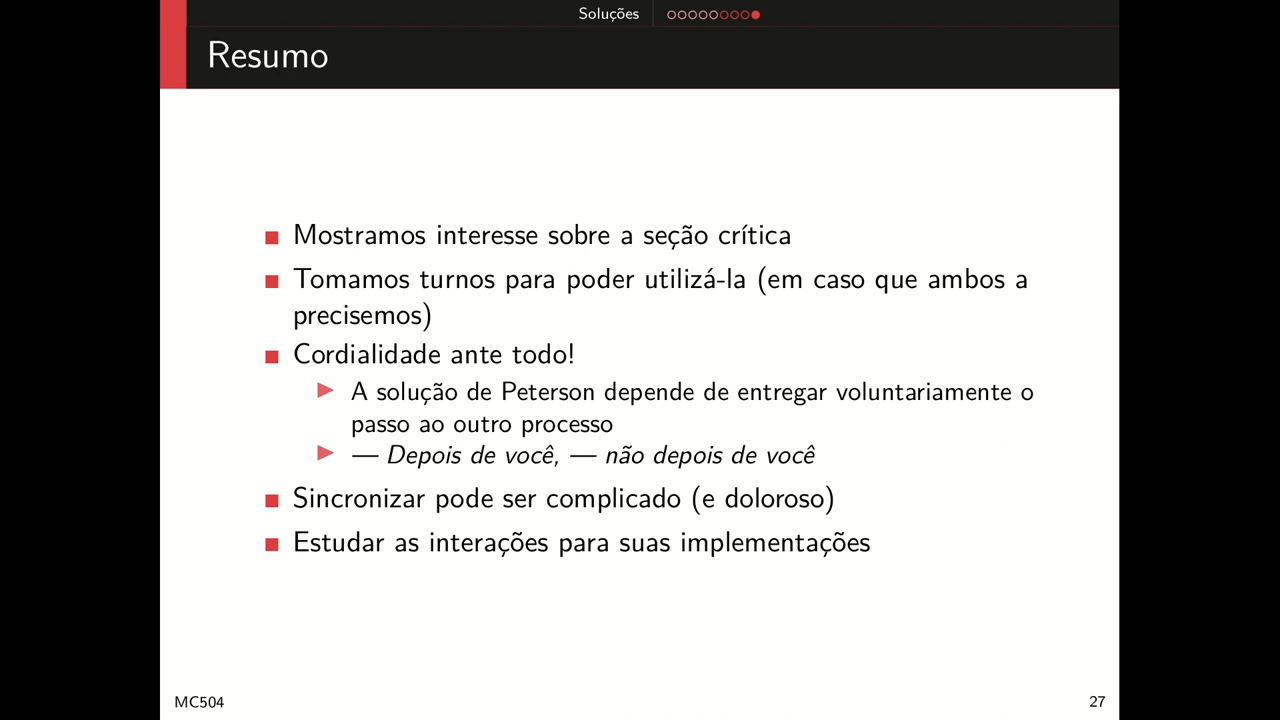 Soluções
Resumo
Mostramos interesse sobre a seção crítica
Tomamos turnos para poder utilizá-la (em caso que ambos a
precisemos)
Cordialidade ante todo!
A solução de Peterson depende de entregar voluntariamente o
passo ao outro processo
— Depois de você, — não depois de você
Sincronizar pode ser complicado (e doloroso)
Estudar as interações para suas implementações
MC504
27